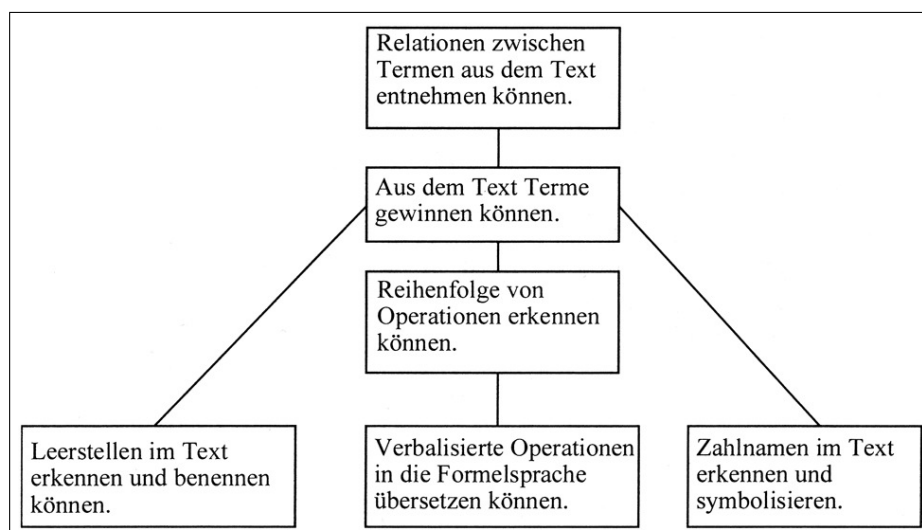 Relationen zwischen
Termen aus dem Text
entnehmen können.
Aus dem Text Terme
gewinnen können.
Reihenfolge von
Operationen erkennen
können.
Leerstellen im Text
erkennen und benennen
können.
Verbalisierte Operationen
in die Formelsprache
übersetzen können.
Zahlnamen im Text
erkennen und
symbolisieren.